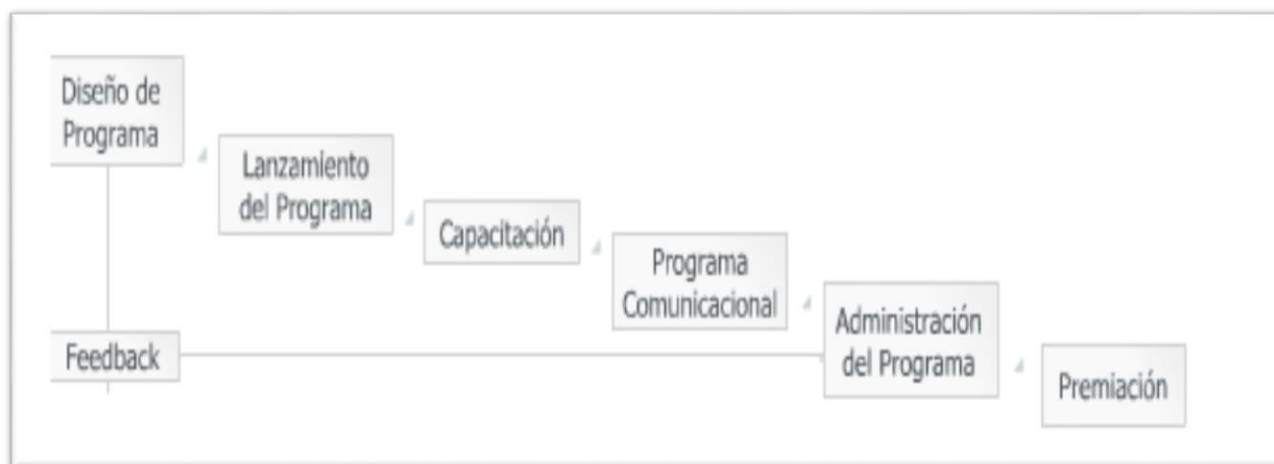 Diseño de
Programa
Lanzamiento
del Programa
Capacitación
Programa
Comunicacional
Administración
del Programa
Feedback
Premiación